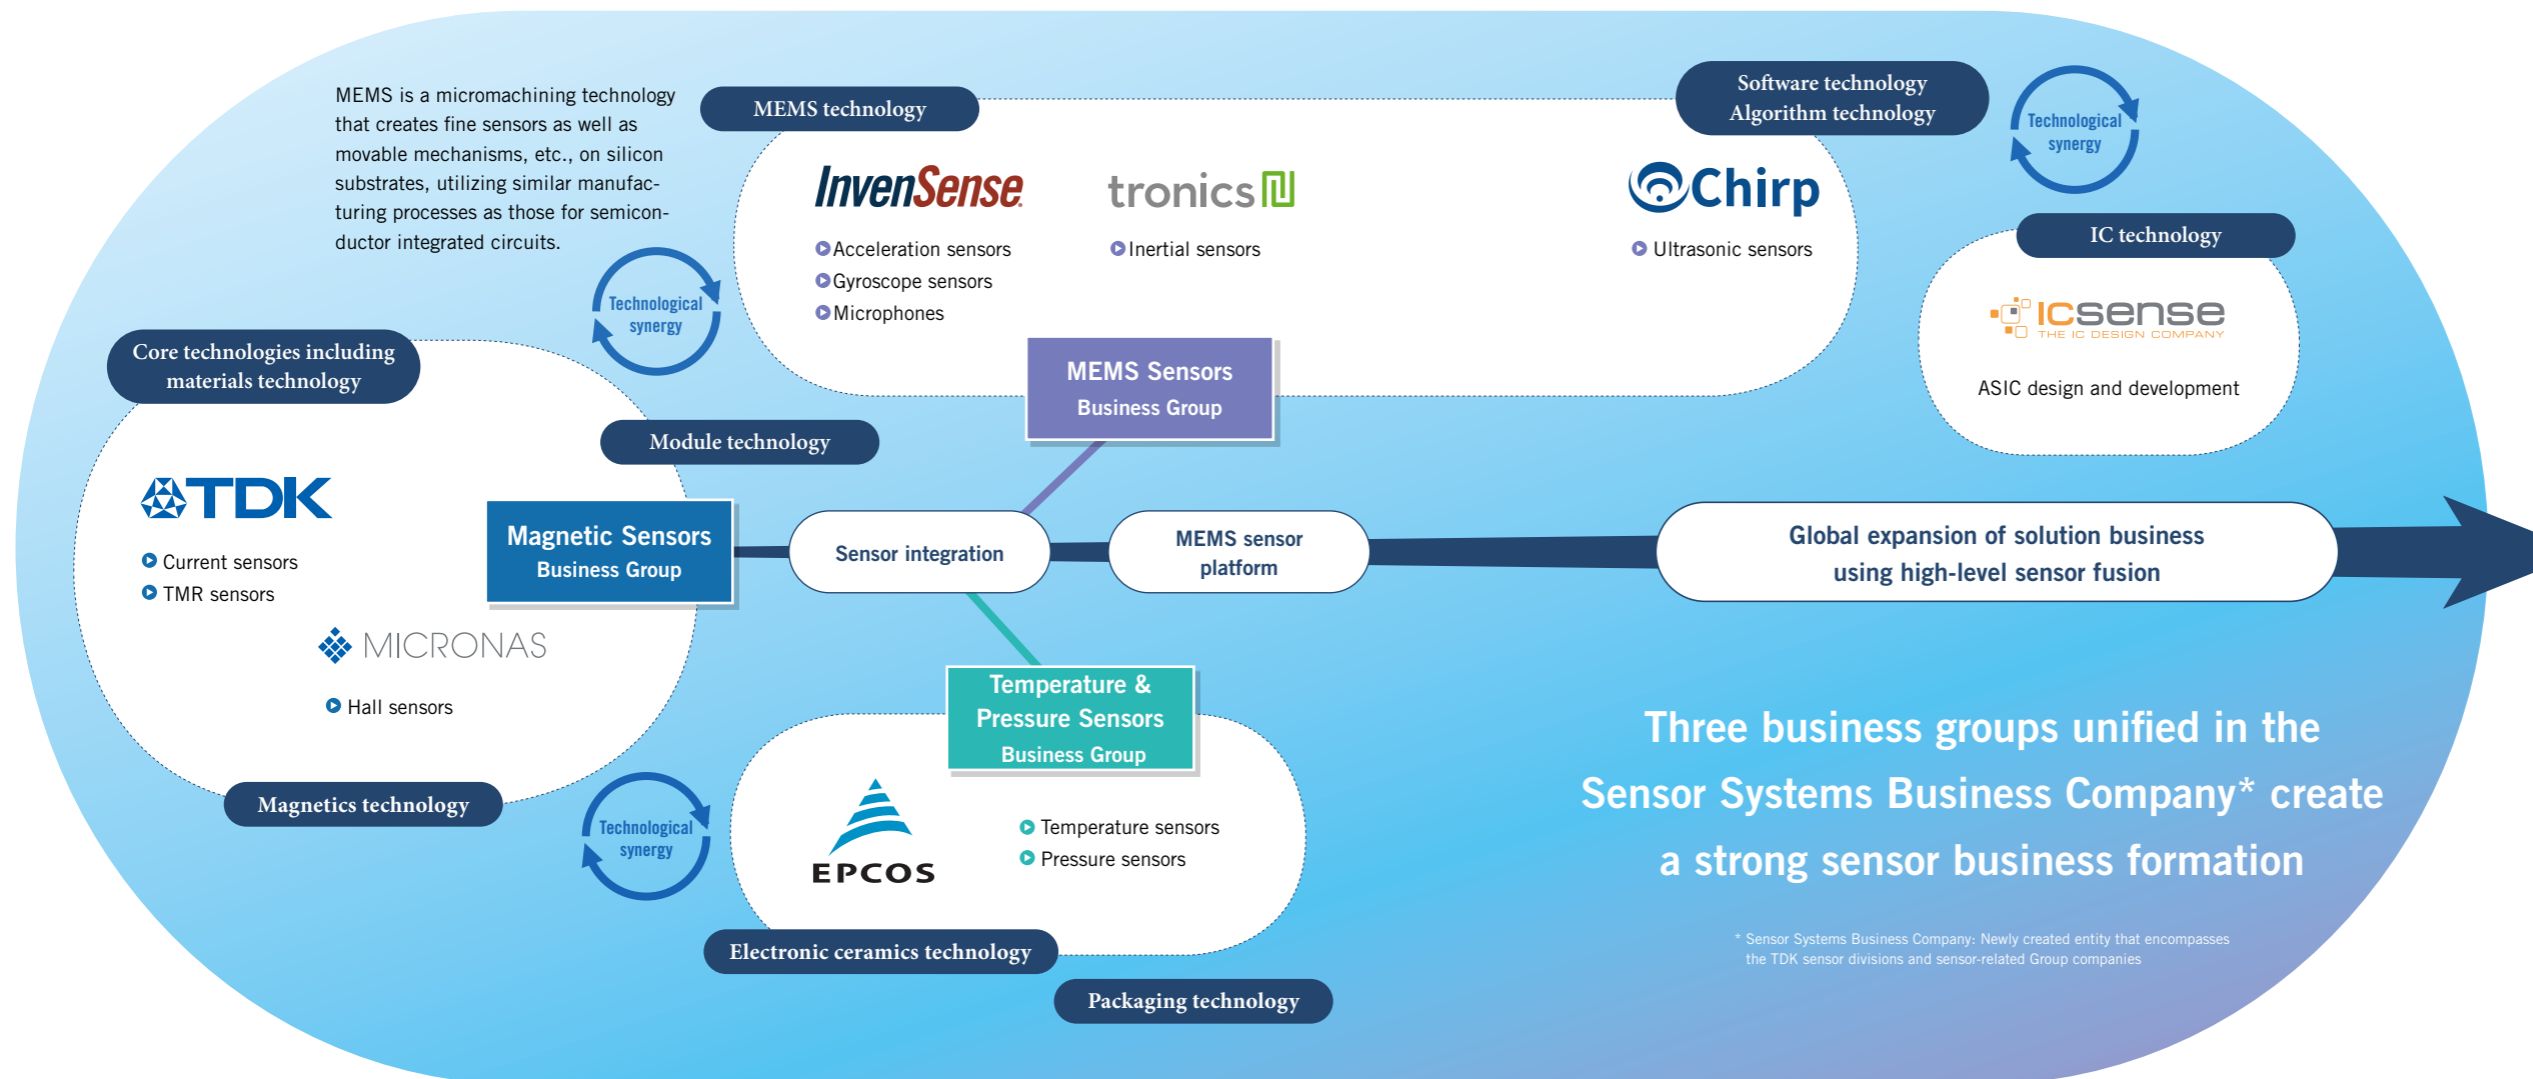 MEMS is a micromachining technology
that creates fine sensors as well as
movable mechanisms, etc., on silicon
substrates, utilizing similar manufac-
turing processes as those for semicon-
ductor integrated circuits.
MEMS technology
Software technology
Algorithm technology
Technological
synergy
InvenSense
Acceleration sensors
Gyroscope sensors
Microphones
tronics
Inertial sensors
Chirp
Ultrasonic sensors
MEMS Sensors
Business Group
IC technology
icsense
THE IC DESIGN COMPANY
ASIC design and development
Technological
synergy
Core technologies including
materials technology
Module technology
TDK
Current sensors
TMR sensors
MICRONAS
Hall sensors
Magnetics technology
Magnetic Sensors
Business Group
Sensor integration
MEMS sensor
platform
Global expansion of solution business
using high-level sensor fusion
Technological
synergy
Temperature &
Pressure Sensors
Business Group
EPCOS
Temperature sensors
Pressure sensors
Electronic ceramics technology
Packaging technology
Three business groups unified in the
Sensor Systems Business Company* create
a strong sensor business formation
* Sensor Systems Business Company: Newly created entity that encompasses
the TDK sensor divisions and sensor-related Group companies